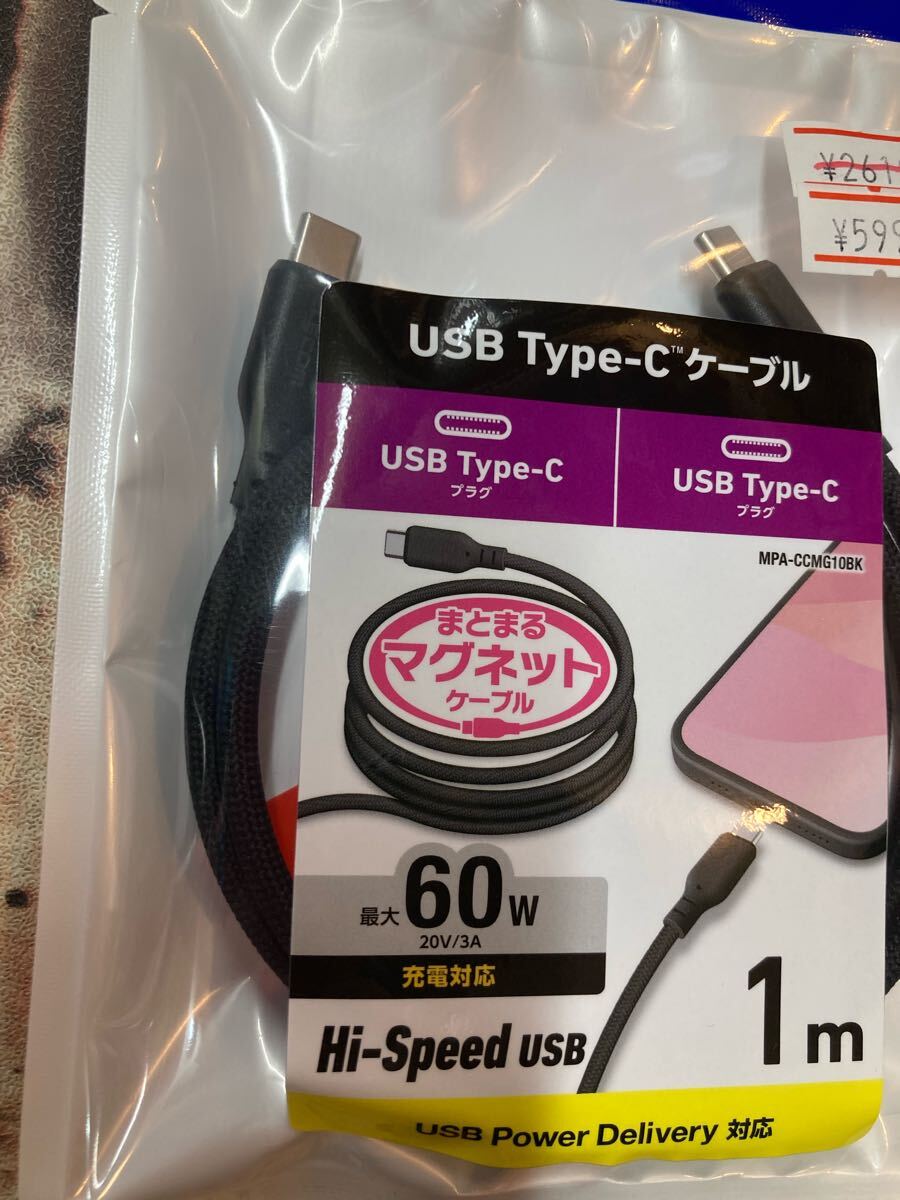 ¥261
¥599
USB Type-C™ケーブル
USB Type-C
プラグ
USB Type-C
プラグ
MPA-CCMG10BK
まとまる
マグネット
ケーブル
最大60W
20V/3A
充電対応
Hi-Speed USB
1m
USB Power Delivery 対応